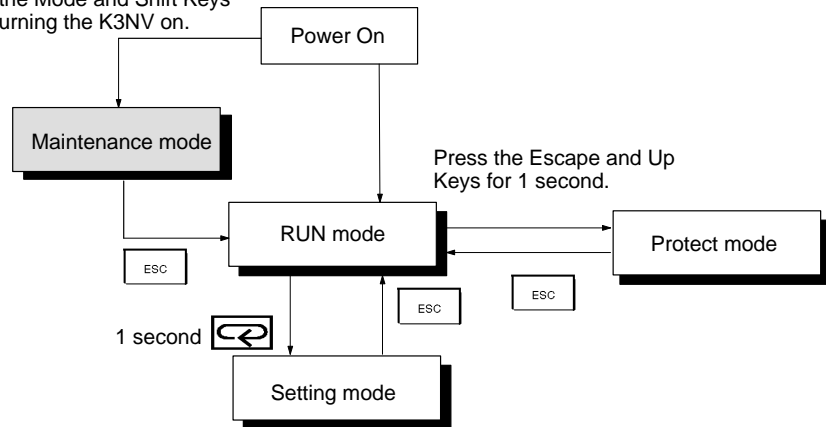 the Mode and Shift Keys
urning the K3NV on.
Power On
Maintenance mode
Press the Escape and Up
Keys for 1 second.
RUN mode
Protect mode
ESC
ESC
ESC
1 second
Setting mode